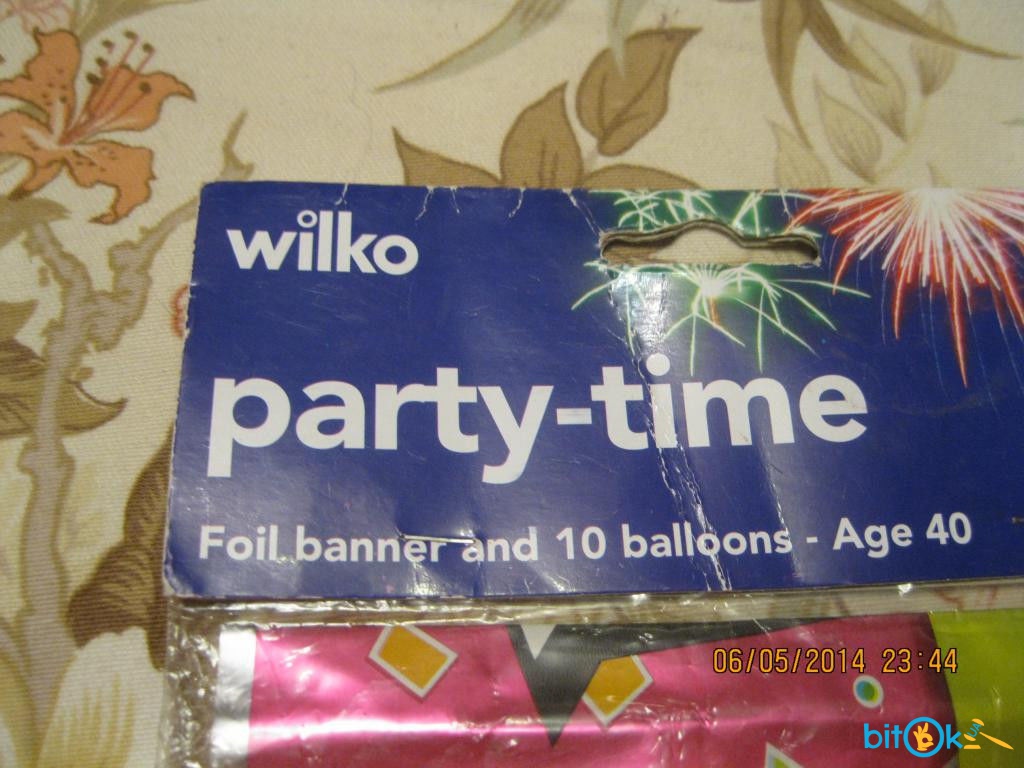 wilko
party-time
Foil banner and 10 balloons - Age 40
06/05/2014 23:44
bitOk